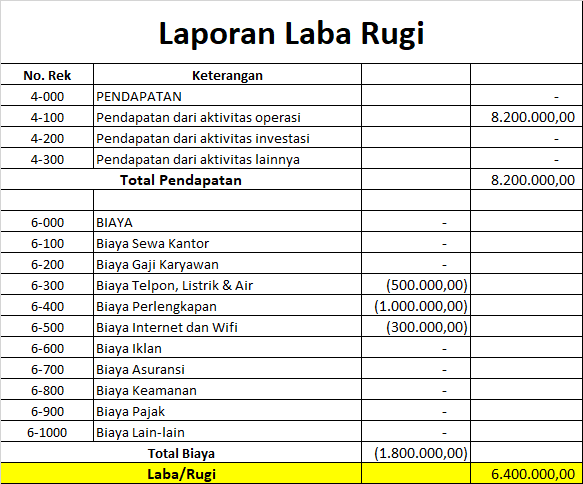 Laporan Laba Rugi
No. Rek Keterangan
4-000 PENDAPATAN -
4-100 Pendapatan dari aktivitas operasi 8.200.000,00
4-200 Pendapatan dari aktivitas investasi -
4-300 Pendapatan dari aktivitas lainnya -
Total Pendapatan 8.200.000,00
6-000 BIAYA -
6-100 Biaya Sewa Kantor -
6-200 Biaya Gaji Karyawan -
6-300 Biaya Telpon, Listrik & Air (500.000,00)
6-400 Biaya Perlengkapan (1.000.000,00)
6-500 Biaya Internet dan Wifi (300.000,00)
6-600 Biaya Iklan -
6-700 Biaya Asuransi -
6-800 Biaya Keamanan -
6-900 Biaya Pajak -
6-1000 Biaya Lain-lain -
Total Biaya (1.800.000,00)
Laba/Rugi 6.400.000,00